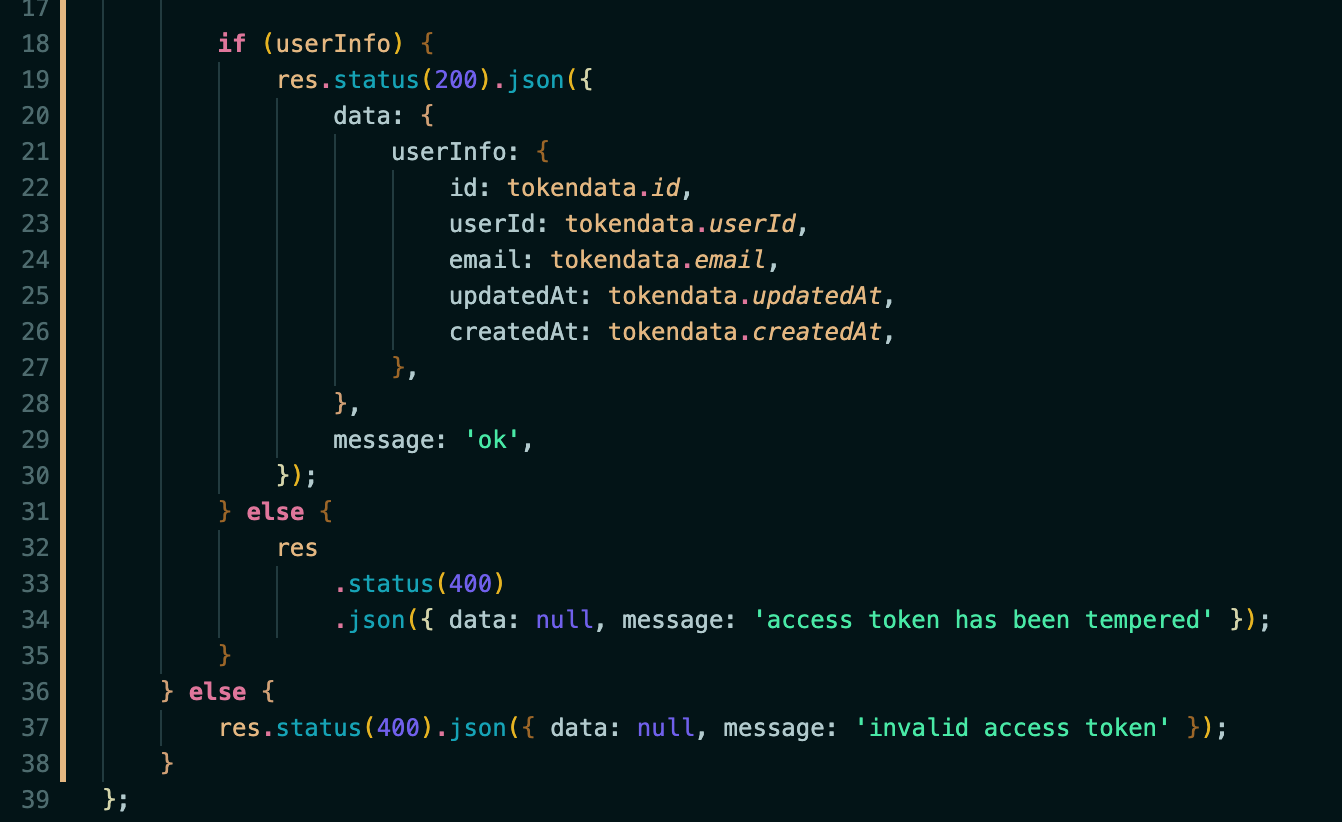 17
18 if (userInfo) {
19 res.status(200).json({
20 data: {
21 userInfo: {
22 id: tokendata.id,
23 userId: tokendata.userId,
24 email: tokendata.email,
25 updatedAt: tokendata.updatedAt,
26 createdAt: tokendata.createdAt,
27 },
28 },
29 message: 'ok',
30 });
31 } else {
32 res
33 .status(400)
34 .json({ data: null, message: 'access token has been tempered' });
35 }
36 } else {
37 res.status(400).json({ data: null, message: 'invalid access token' });
38 }
39 };